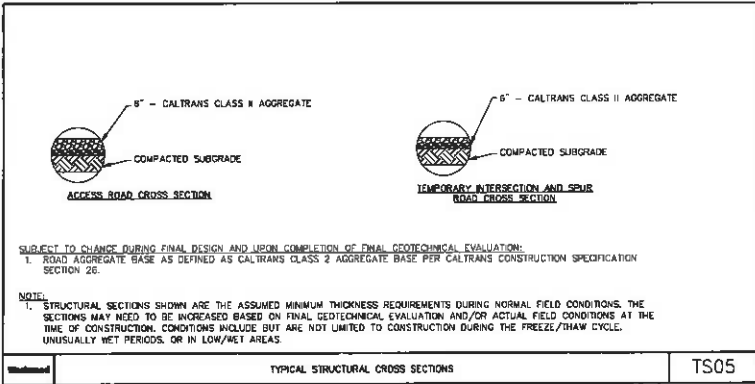 8" - CALTRANS CLASS II AGGREGATE
COMPACTED SUBGRADE
ACCESS ROAD CROSS SECTION
6" - CALTRANS CLASS II AGGREGATE
COMPACTED SUBGRADE
TEMPORARY INTERSECTION AND SPUR
ROAD CROSS SECTION
SUBJECT TO CHANGE DURING FINAL DESIGN AND UPON COMPLETION OF FINAL GEOTECHNICAL EVALUATION:
1. ROAD AGGREGATE BASE AS DEFINED AS CALTRANS CLASS 2 AGGREGATE BASE PER CALTRANS CONSTRUCTION SPECIFICATION
SECTION 26.
NOTE:
1. STRUCTURAL SECTIONS SHOWN ARE THE ASSUMED MINIMUM THICKNESS REQUIREMENTS DURING NORMAL FIELD CONDITIONS. THE
SECTIONS MAY NEED TO BE INCREASED BASED ON FINAL GEOTECHNICAL EVALUATION AND/OR ACTUAL FIELD CONDITIONS AT THE
TIME OF CONSTRUCTION. CONDITIONS INCLUDE BUT ARE NOT LIMITED TO CONSTRUCTION DURING THE FREEZE/THAW CYCLE,
UNUSUALLY WET PERIODS, OR IN LOW/WET AREAS.
TYPICAL STRUCTURAL CROSS SECTIONS
TS05